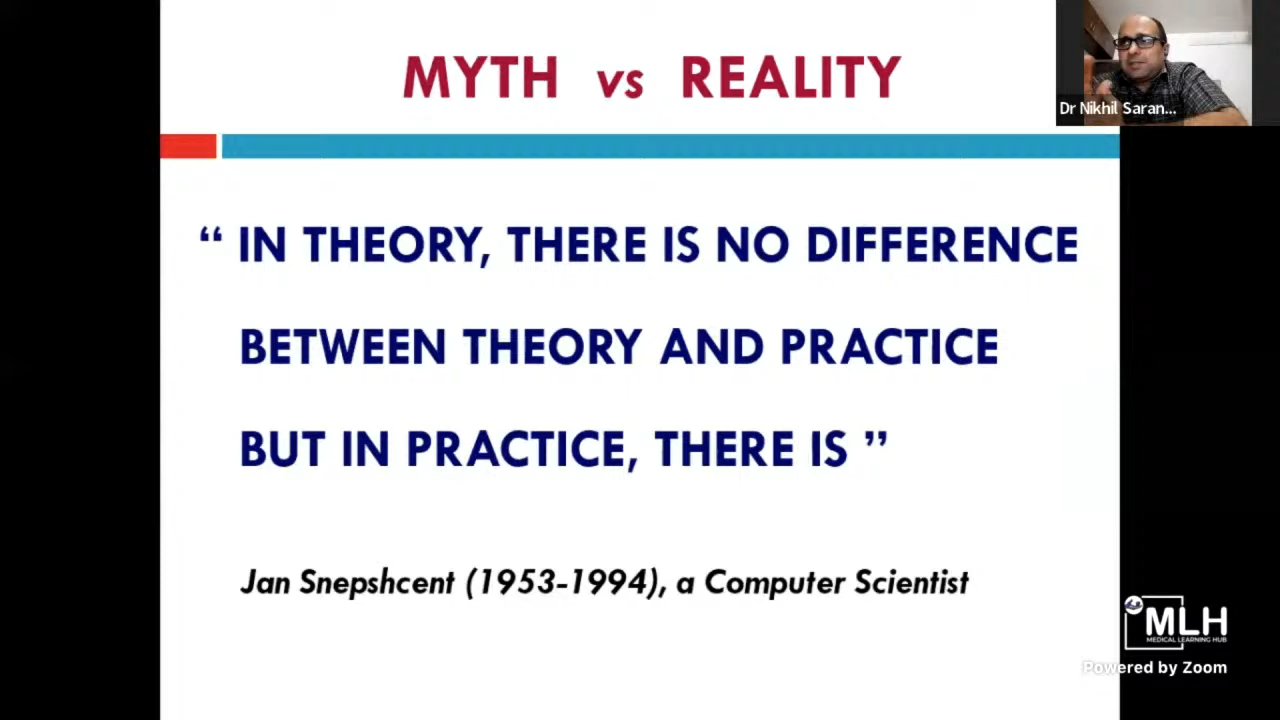 MYTH vs REALITY
Dr Nikhil Saran...
“ IN THEORY, THERE IS NO DIFFERENCE
BETWEEN THEORY AND PRACTICE
BUT IN PRACTICE, THERE IS ”
Jan Snepshcent (1953-1994), a Computer Scientist
MLH
MEDICAL LEARNING HUB
Powered by Zoom